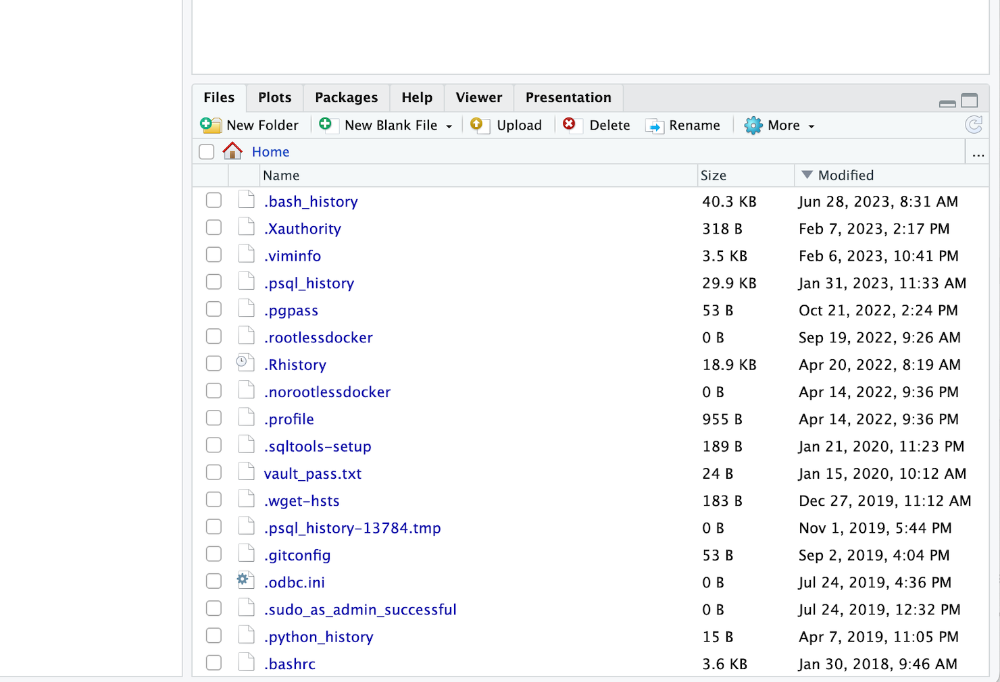 Files Plots Packages Help Viewer Presentation
New Folder New Blank File Upload Delete Rename More
Home ...
Name Size Modified
.bash_history 40.3 KB Jun 28, 2023, 8:31 AM
.Xauthority 318 B Feb 7, 2023, 2:17 PM
.viminfo 3.5 KB Feb 6, 2023, 10:41 PM
.psql_history 29.9 KB Jan 31, 2023, 11:33 AM
.pgpass 53 B Oct 21, 2022, 2:24 PM
.rootlessdocker 0 B Sep 19, 2022, 9:26 AM
.Rhistory 18.9 KB Apr 20, 2022, 8:19 AM
.norootlessdocker 0 B Apr 14, 2022, 9:36 PM
.profile 955 B Apr 14, 2022, 9:36 PM
.sqltools-setup 189 B Jan 21, 2020, 11:23 PM
vault_pass.txt 24 B Jan 15, 2020, 10:12 AM
.wget-hsts 183 B Dec 27, 2019, 11:12 AM
.psql_history-13784.tmp 0 B Nov 1, 2019, 5:44 PM
.gitconfig 53 B Sep 2, 2019, 4:04 PM
.odbc.ini 0 B Jul 24, 2019, 4:36 PM
.sudo_as_admin_successful 0 B Jul 24, 2019, 12:32 PM
.python_history 15 B Apr 7, 2019, 11:05 PM
.bashrc 3.6 KB Jan 30, 2018, 9:46 AM